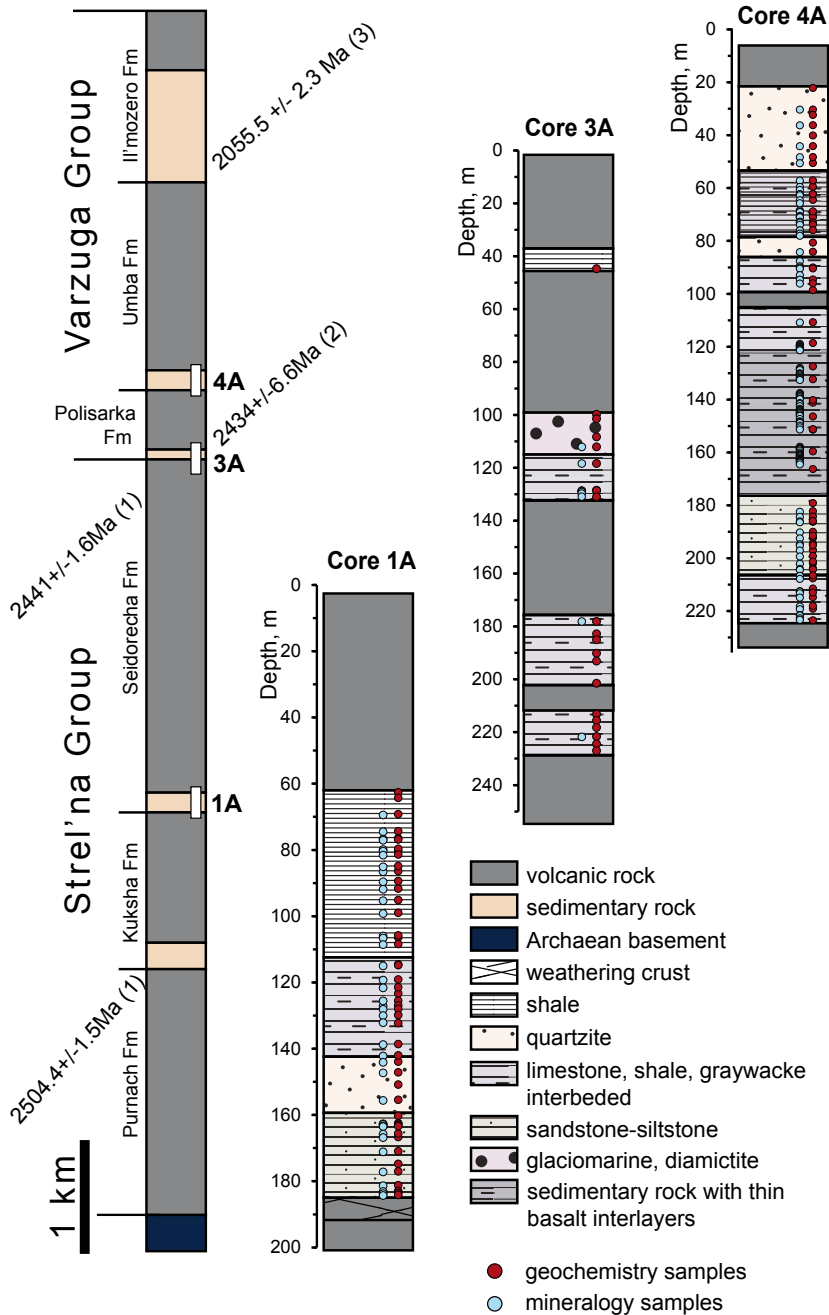 Varzuga Group
Strel'na Group
Il'mozero Fm
Umba Fm
Polisarka
Fm
Seidorecha Fm
Kuksha Fm
Purnach Fm
2055.5 +/- 2.3 Ma (3)
2434+/-6.6Ma (2)
2441+/-1.6Ma (1)
2504.4+/-1.5Ma (1)
4A
3A
1A
1 km
Core 1A
Depth, m
0
20
40
60
80
100
120
140
160
180
200
Core 3A
Depth, m
0
20
40
60
80
100
120
140
160
180
200
220
240
Core 4A
Depth, m
0
20
40
60
80
100
120
140
160
180
200
220
volcanic rock
sedimentary rock
Archaean basement
weathering crust
shale
quartzite
limestone, shale, graywacke
interbeded
sandstone-siltstone
glaciomarine, diamictite
sedimentary rock with thin
basalt interlayers
geochemistry samples
mineralogy samples